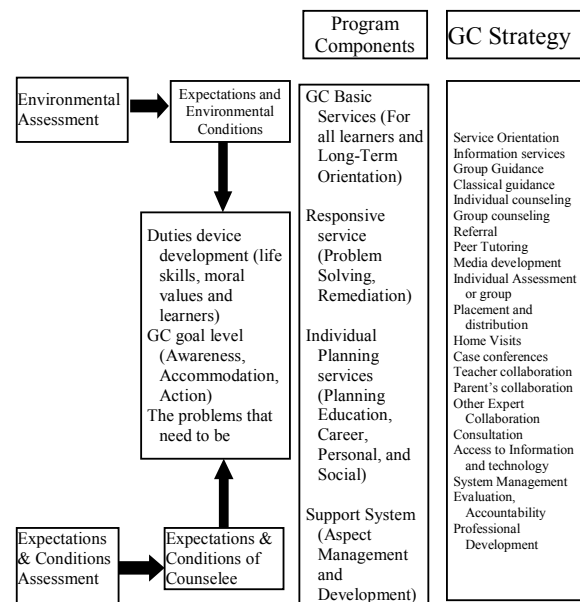 Program
Components
GC Strategy
Environmental
Assessment
Expectations and
Environmental
Conditions
Duties device
development (life
skills, moral
values and
learners)
GC goal level
(Awareness,
Accommodation,
Action)
The problems that
need to be
Expectations
& Conditions
Assessment
Expectations &
Conditions of
Counselee
GC Basic
Services (For
all learners and
Long-Term
Orientation)
Responsive
service
(Problem
Solving,
Remediation)
Individual
Planning
services
(Planning
Education,
Career,
Personal, and
Social)
Support System
(Aspect
Management
and
Development)
Service Orientation
Information services
Group Guidance
Classical guidance
Individual counseling
Group counseling
Referral
Peer Tutoring
Media development
Individual Assessment
or group
Placement and
distribution
Home Visits
Case conferences
Teacher collaboration
Parent's collaboration
Other Expert
Collaboration
Consultation
Access to Information
and technology
System Management
Evaluation,
Accountability
Professional
Development